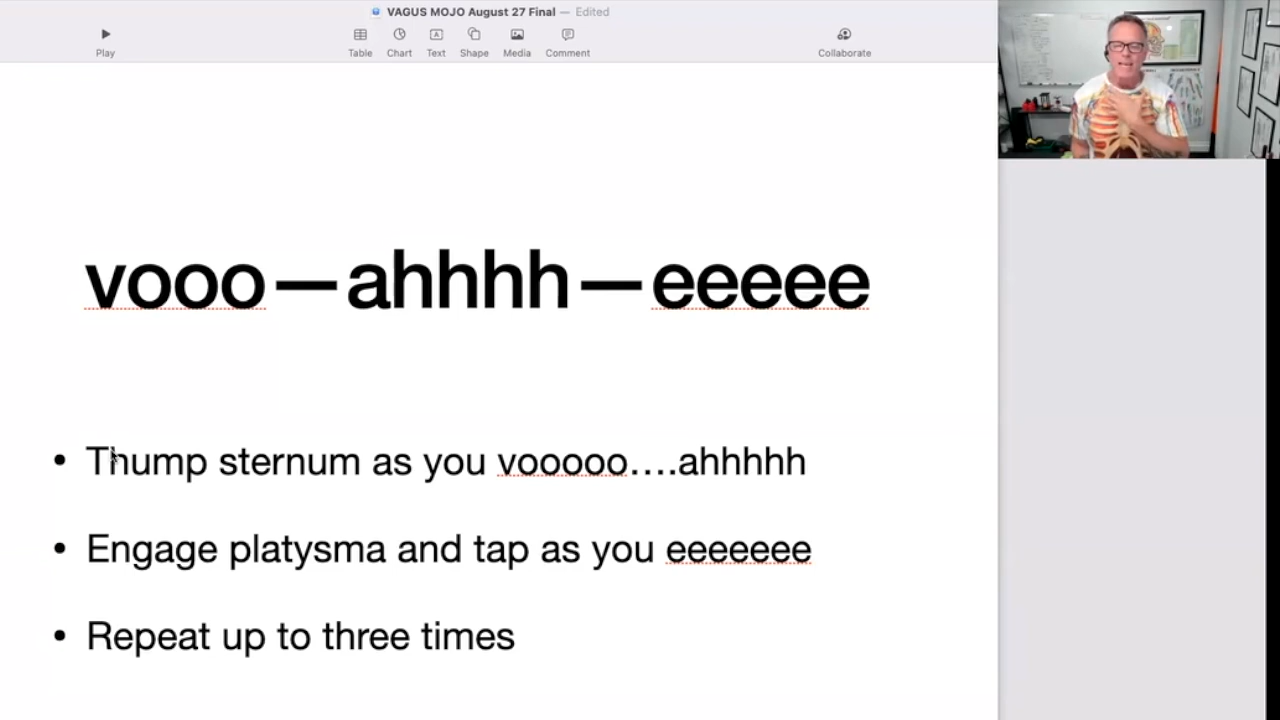 VAGUS MOJO August 27 Final — Edited
Play
Table
Chart
Text
Shape
Media
Comment
Collaborate
vooo—ahhhh—eeeee
• Thump sternum as you vooooo....ahhhhh
• Engage platysma and tap as you eeeeeee
• Repeat up to three times